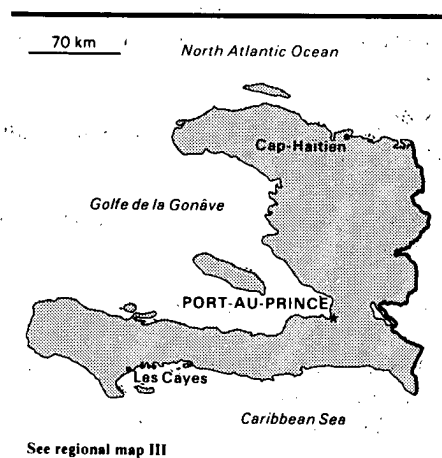 70 km
North Atlantic Ocean
Cap-Haïtien
Golfe de la Gonâve
PORT-AU-PRINCE
Les Cayes
Caribbean Sea
See regional map III